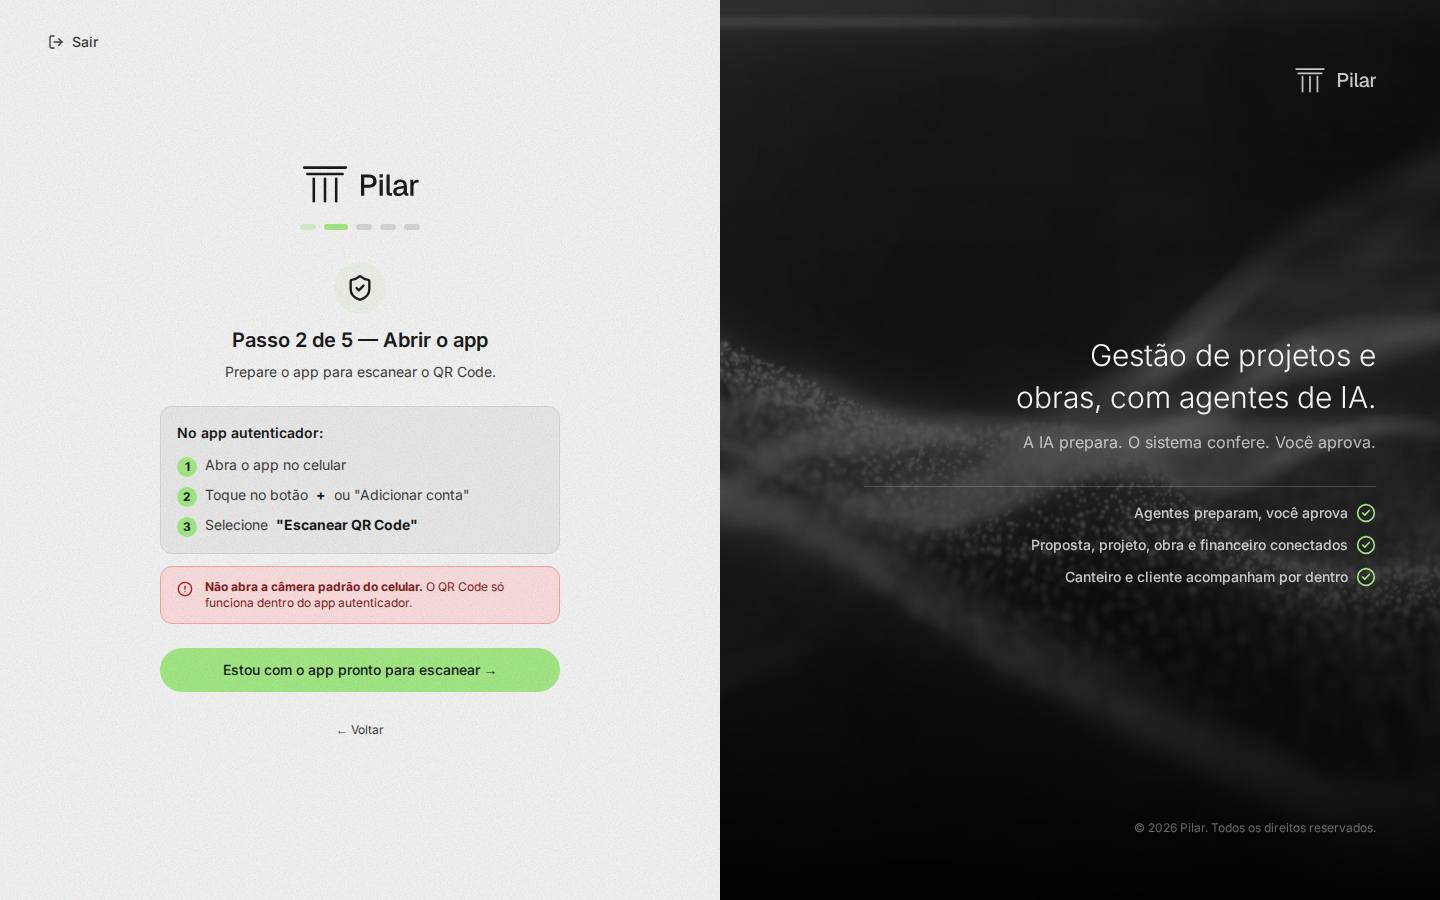 Sair
Pilar
Passo 2 de 5 — Abrir o app
Prepare o app para escanear o QR Code.
No app autenticador:
1 Abra o app no celular
2 Toque no botão + ou "Adicionar conta"
3 Selecione "Escanear QR Code"
Não abra a câmera padrão do celular. O QR Code só
funciona dentro do app autenticador.
Estou com o app pronto para escanear →
← Voltar
Pilar
Gestão de projetos e
obras, com agentes de IA.
A IA prepara. O sistema confere. Você aprova.
Agentes preparam, você aprova
Proposta, projeto, obra e financeiro conectados
Canteiro e cliente acompanham por dentro
© 2026 Pilar. Todos os direitos reservados.